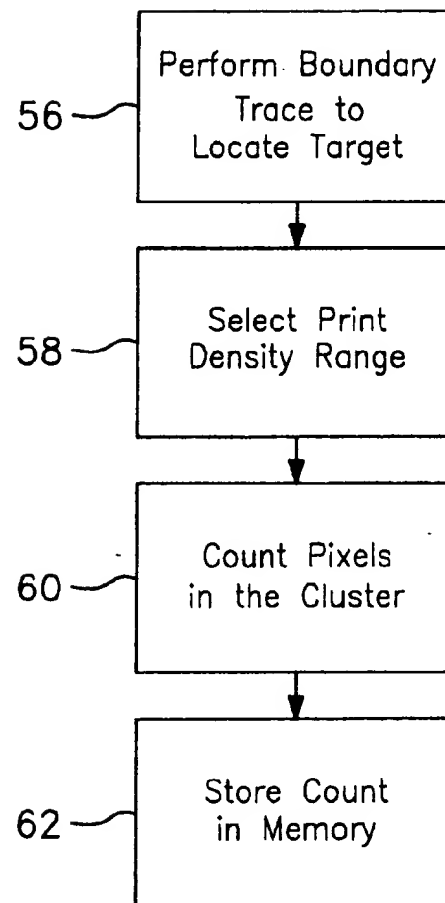 Perform Boundary
56
Trace to
Locate Target
Select Print
58
Density Range
Count Pixels
60
in the Cluster
Store Count
62
in Memory